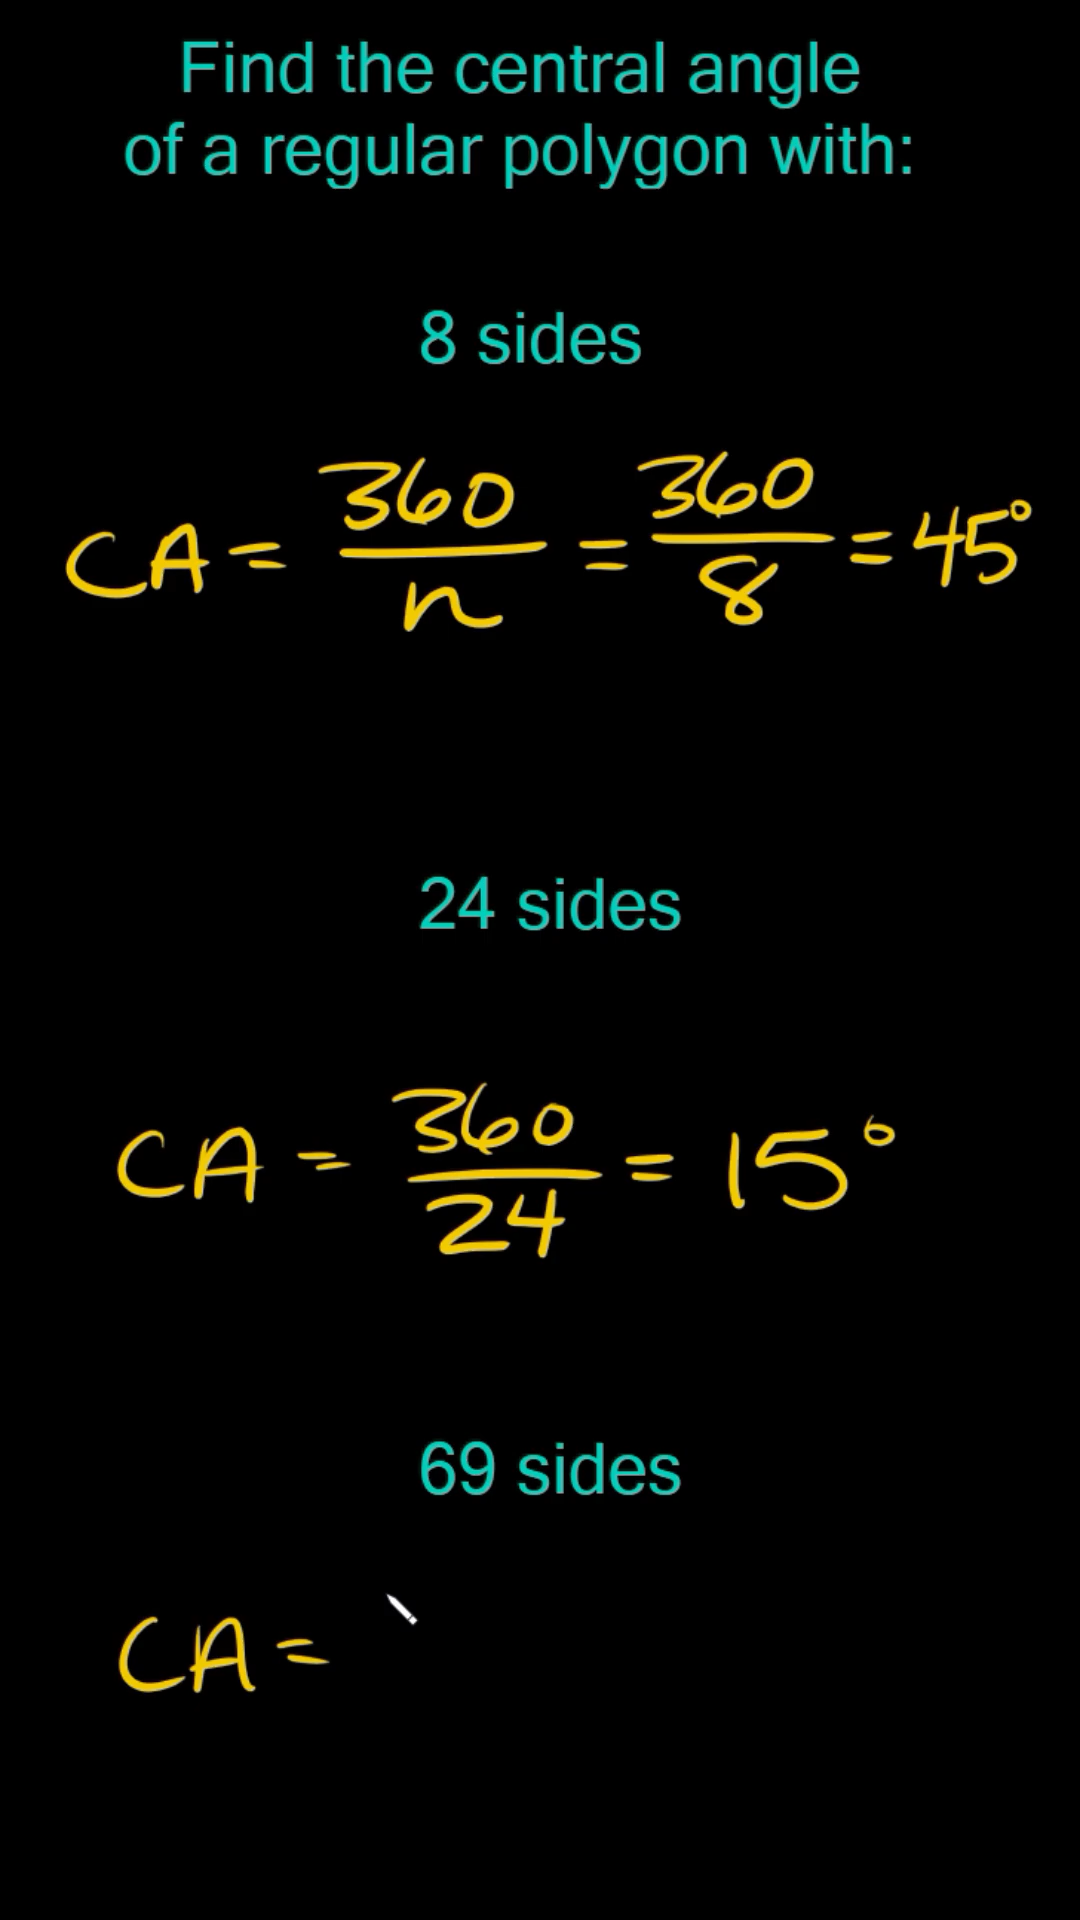 Find the central angle
of a regular polygon with:
8 sides
CA = 360/n = 360/8 = 45°
24 sides
CA = 360/24 = 15°
69 sides
CA =